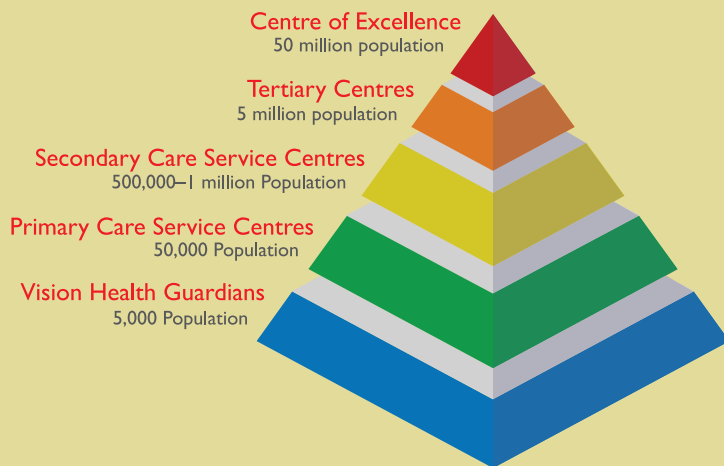 Centre of Excellence
50 million population
Tertiary Centres
5 million population
Secondary Care Service Centres
500,000–1 million Population
Primary Care Service Centres
50,000 Population
Vision Health Guardians
5,000 Population